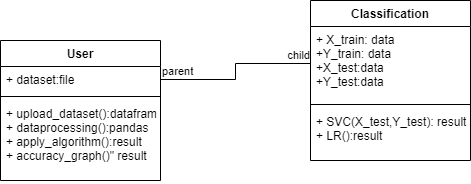 User
+ dataset:file
+ upload_dataset():datafram
+ dataprocessing():pandas
+ apply_algorithm():result
+ accuracy_graph()" result
parent
child
Classification
+ X_train: data
+Y_train: data
+X_test:data
+Y_test:data
+ SVC(X_test,Y_test): result
+ LR():result